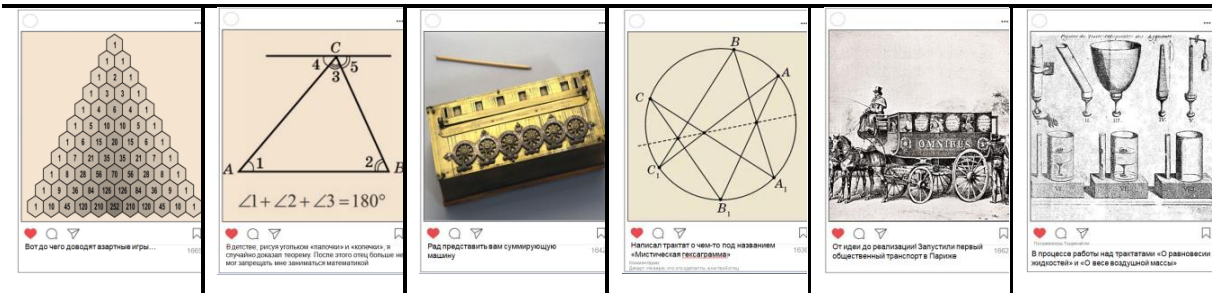 1
1 1
1 2 1
1 3 3 1
1 4 6 4 1
1 5 10 10 5 1
1 6 15 20 15 6 1
1 7 21 35 35 21 7 1
1 8 28 56 70 56 28 8 1
1 9 36 84 126 126 84 36 9 1
1 10 45 120 210 252 210 120 45 10 1
Вот до чего доводят азартные игры...
C
4 3 5
A 1 2 B
∠1+∠2+∠3=180°
В детстве, рисуя угольком «палочки» и «копечки», я
случайно доказал теорему. После этого отец больше не
мог запрещать мне заниматься математикой
Рад представить вам суммирующую
машину
B
A
C
C₁
A₁
B₁
Написал трактат о чем-то под названием
«Мистическая гексаграмма»
OMNIBUS
От идеи до реализации! Запустили первый
общественный транспорт в Париже
1662
В процессе работы над трактатами «О равновесии
жидкостей» и «О весе воздушной массы»